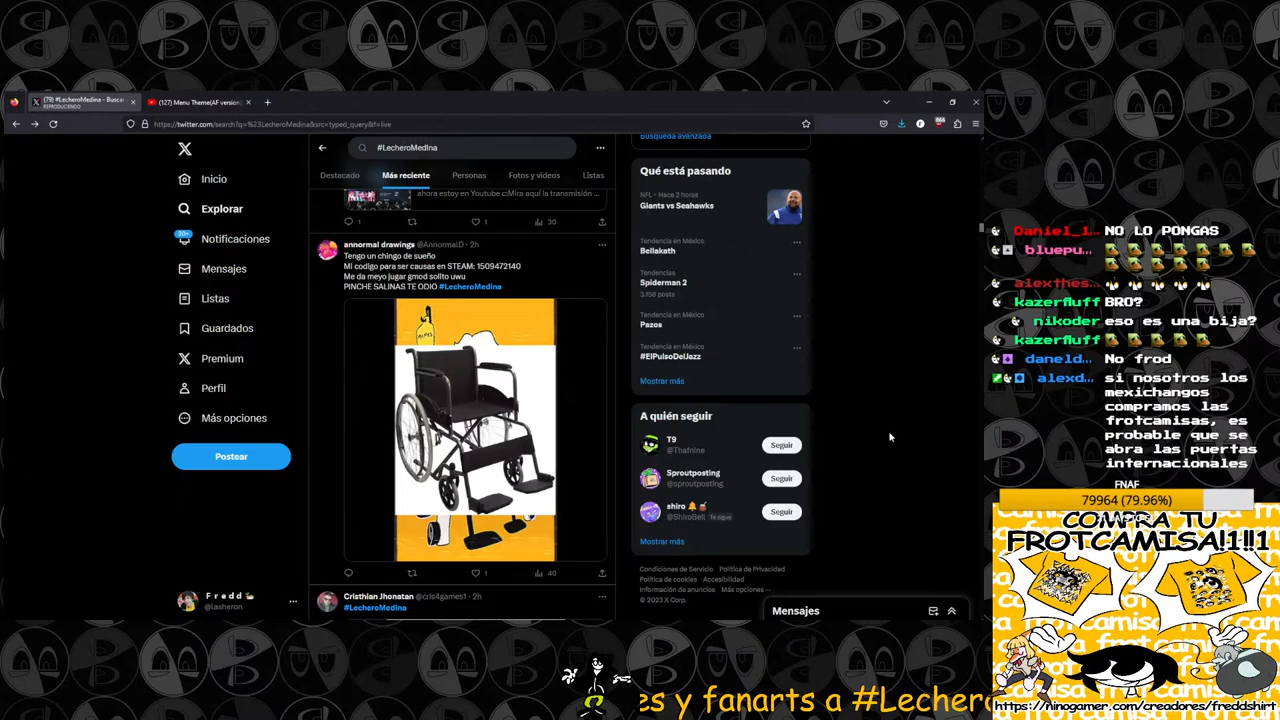 (79) #LecheroMedina - Buscar
REPRODUCIENDO
(127) Menu Theme(AF version)
https://twitter.com/search?q=%23LecheroMedina&src=typed_query&f=live
Inicio
Explorar
20+
Notificaciones
Mensajes
Listas
Guardados
Premium
Perfil
Más opciones
Postear
F r e d d
@lasheron
#LecheroMedina
Destacado
Más reciente
Personas
Fotos y videos
Listas
ahora estoy en Youtube c:Mira aquí la transmisión ...
1
1
30
annormal drawings @AnnormalD · 2h
Tengo un chingo de sueño
Mi codigo para ser causas en STEAM: 1509472140
Me da meyo jugar gmod solito uwu
PINCHE SALINAS TE ODIO #LecheroMedina
1
40
Cristhian Jhonatan @cris4games1 · 2h
#LecheroMedina
Búsqueda avanzada
Qué está pasando
NFL · Hace 2 horas
Giants vs Seahawks
Tendencia en México
Bellakath
Tendencias
Spiderman 2
3.158 posts
Tendencia en México
Pazos
Tendencia en México
#ElPulsoDelJazz
Mostrar más
A quién seguir
T9
@Thafnine
Seguir
Sproutposting
@sproutposting
Seguir
shiro
@ShiroBell Te sigue
Seguir
Mostrar más
Condiciones de Servicio Política de Privacidad
Política de cookies Accesibilidad
Información de anuncios Más opciones
© 2023 X Corp.
Mensajes
Daniel_1... NO LO PONGAS
bluepu...
alexthes...
kazerfluff BRO?
nikoder eso es una bija?
kazerfluff
daneld... No frod
alexd... si nosotros los
mexichangos
compramos las
frotcamisas, es
probable que se
abra las puertas
internacionales
FNAF
79964 (79.96%)
COMPRA TU
FROTCAMISA!1!!1
https://ninogamer.com/creadores/freddshirt
es y fanarts a #Lechero